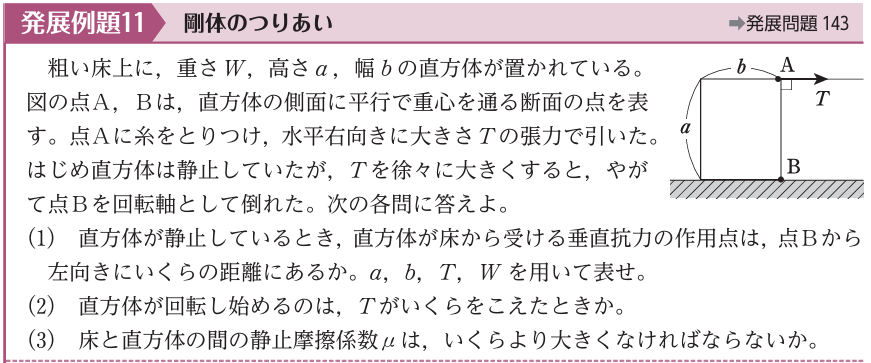 発展例題11 剛体のつりあい ➡発展問題 143
粗い床上に，重さW，高さa，幅bの直方体が置かれている。
図の点A，Bは，直方体の側面に平行で重心を通る断面の点を表
す。点Aに糸をとりつけ，水平右向きに大きさTの張力で引いた。
はじめ直方体は静止していたが，Tを徐々に大きくすると，やが
て点Bを回転軸として倒れた。次の各問に答えよ。
b A
T
a
B
(1) 直方体が静止しているとき，直方体が床から受ける垂直抗力の作用点は，点Bから
左向きにいくらの距離にあるか。a，b，T，Wを用いて表せ。
(2) 直方体が回転し始めるのは，Tがいくらをこえたときか。
(3) 床と直方体の間の静止摩擦係数μは，いくらより大きくなければならないか。